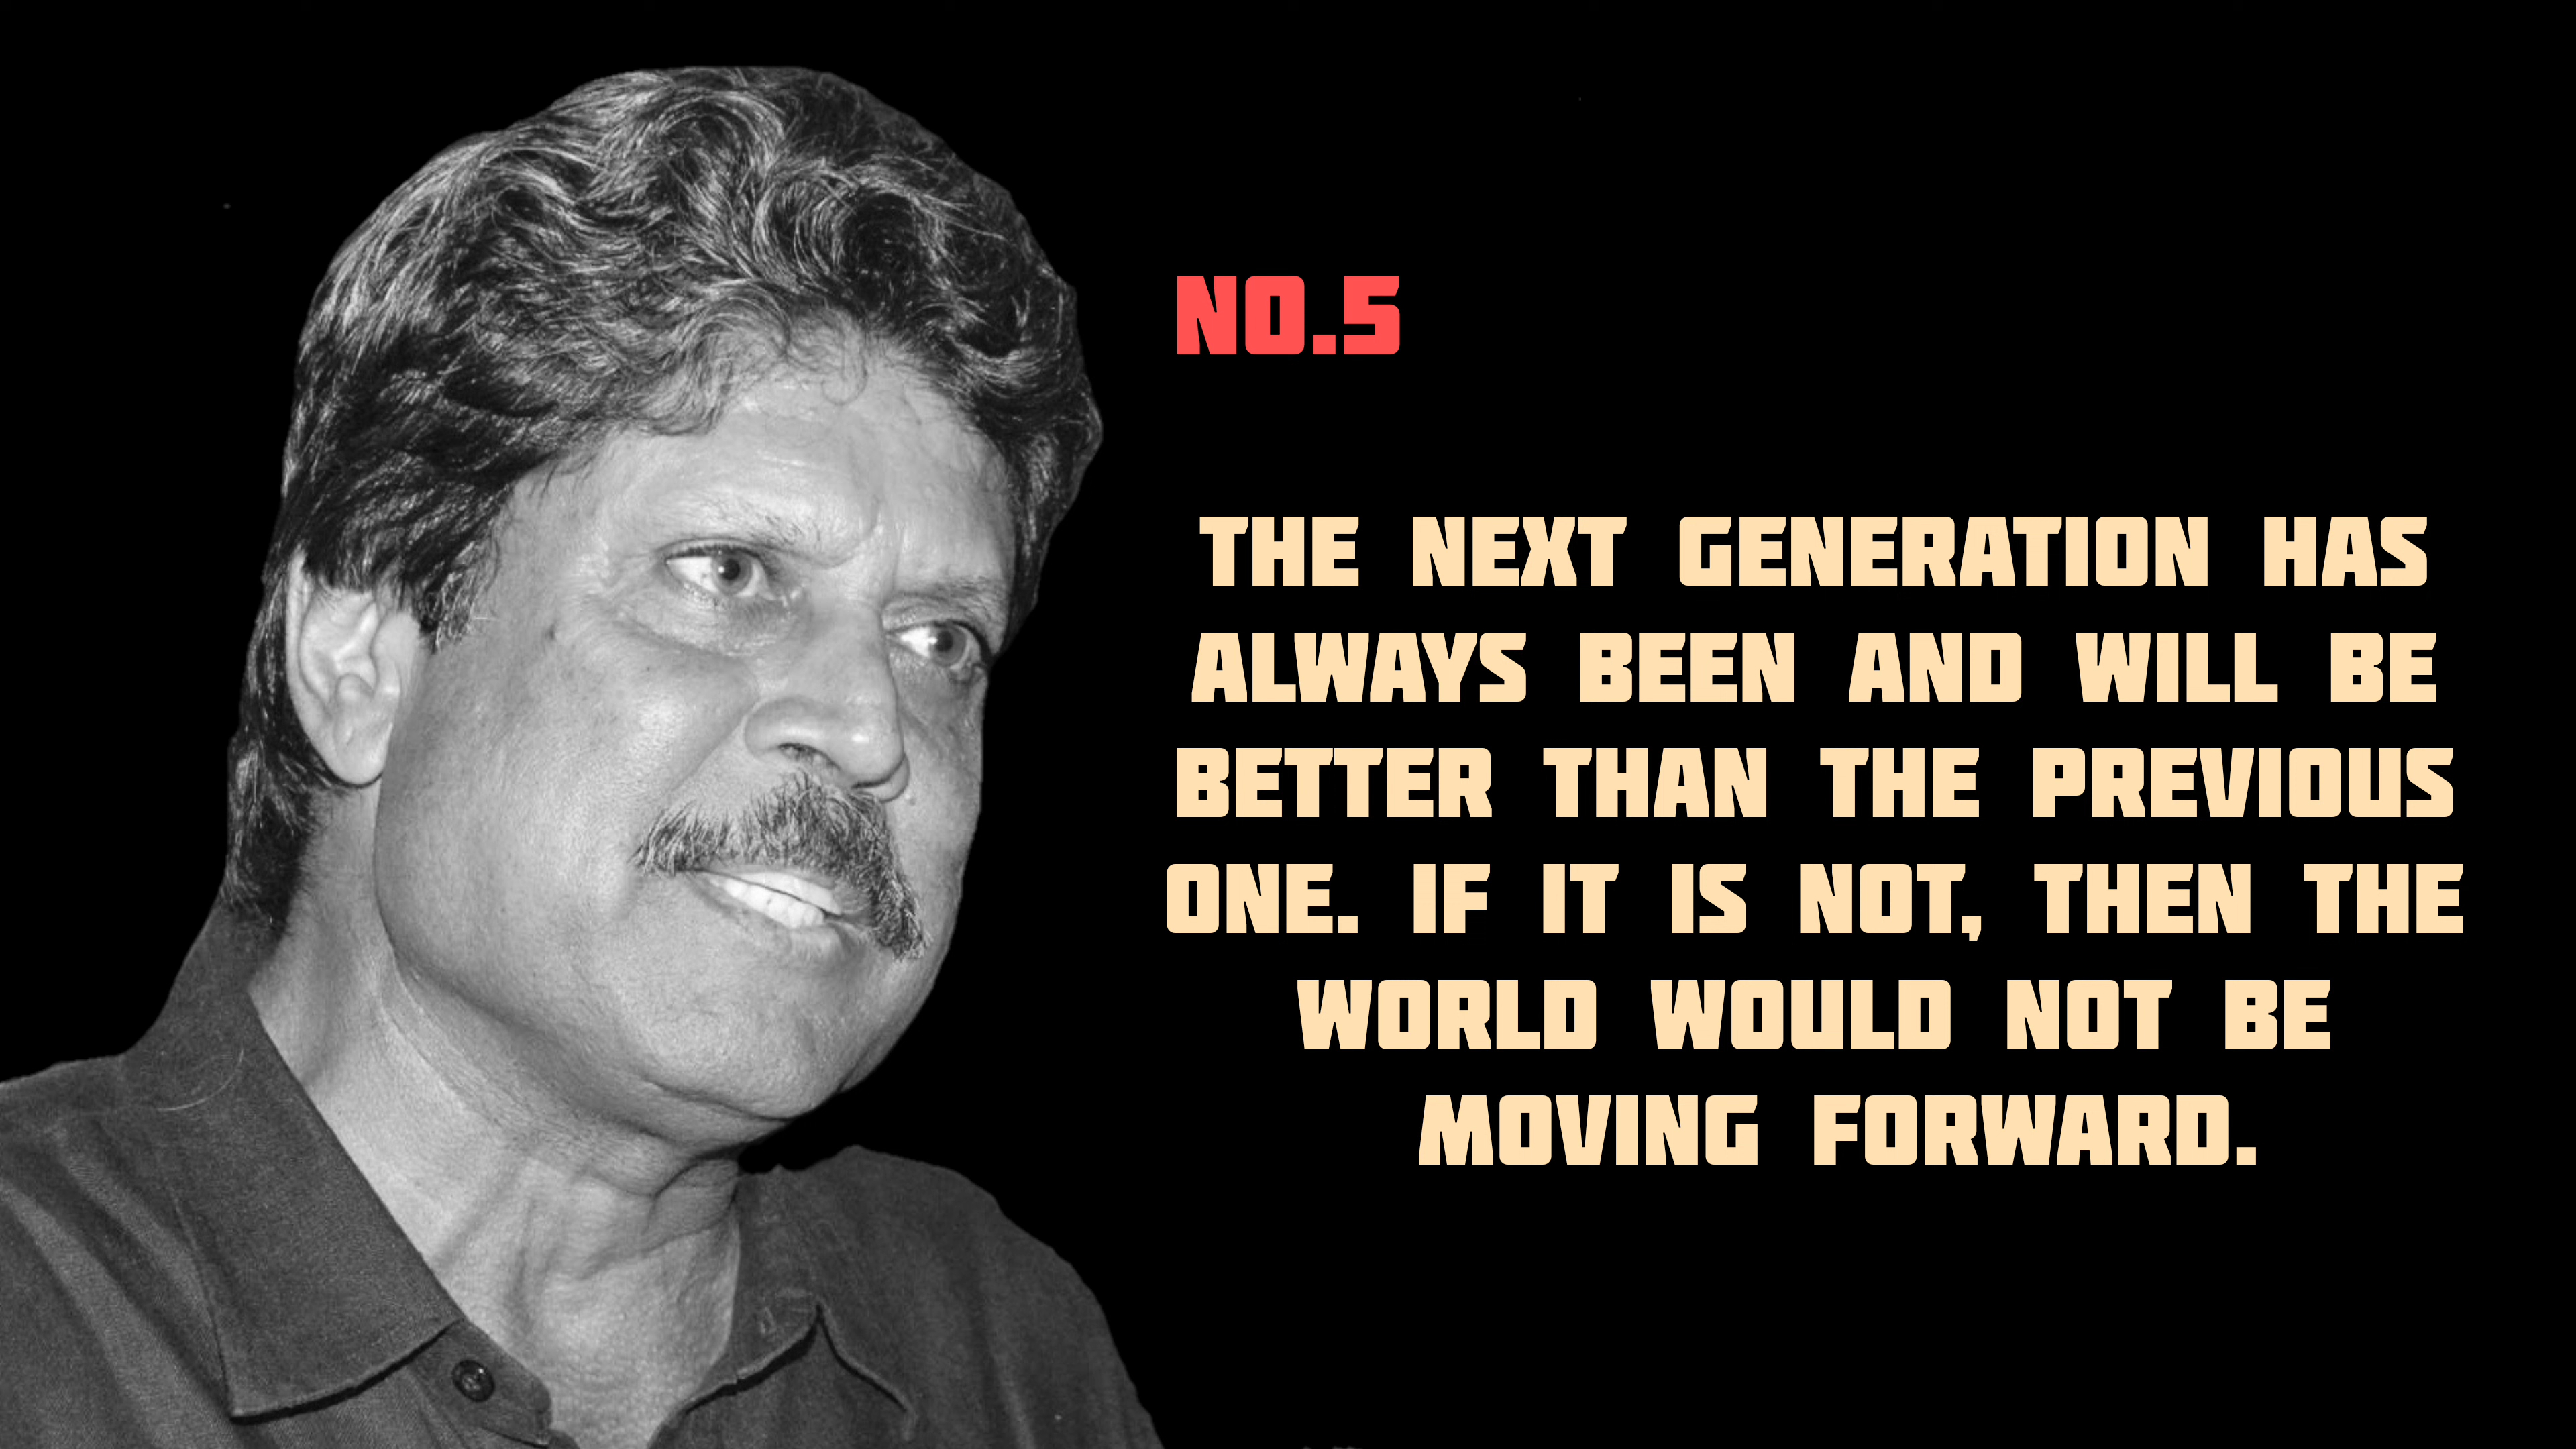 NO.5
THE NEXT GENERATION HAS
ALWAYS BEEN AND WILL BE
BETTER THAN THE PREVIOUS
ONE. IF IT IS NOT, THEN THE
WORLD WOULD NOT BE
MOVING FORWARD.